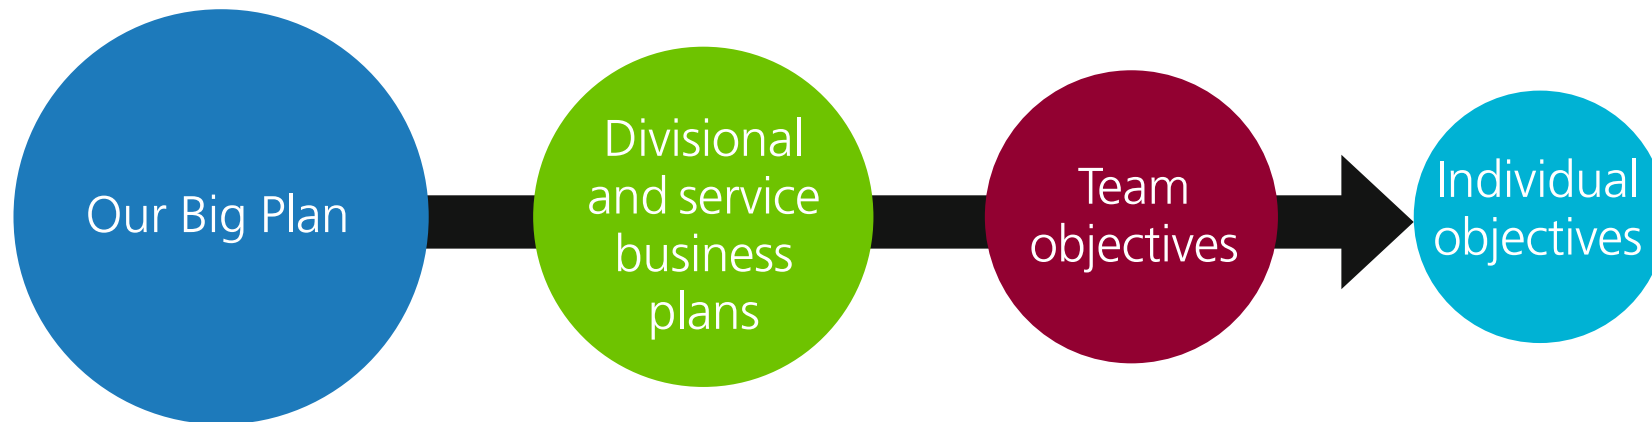 Our Big Plan
Divisional
and service
business
plans
Team
objectives
Individual
objectives